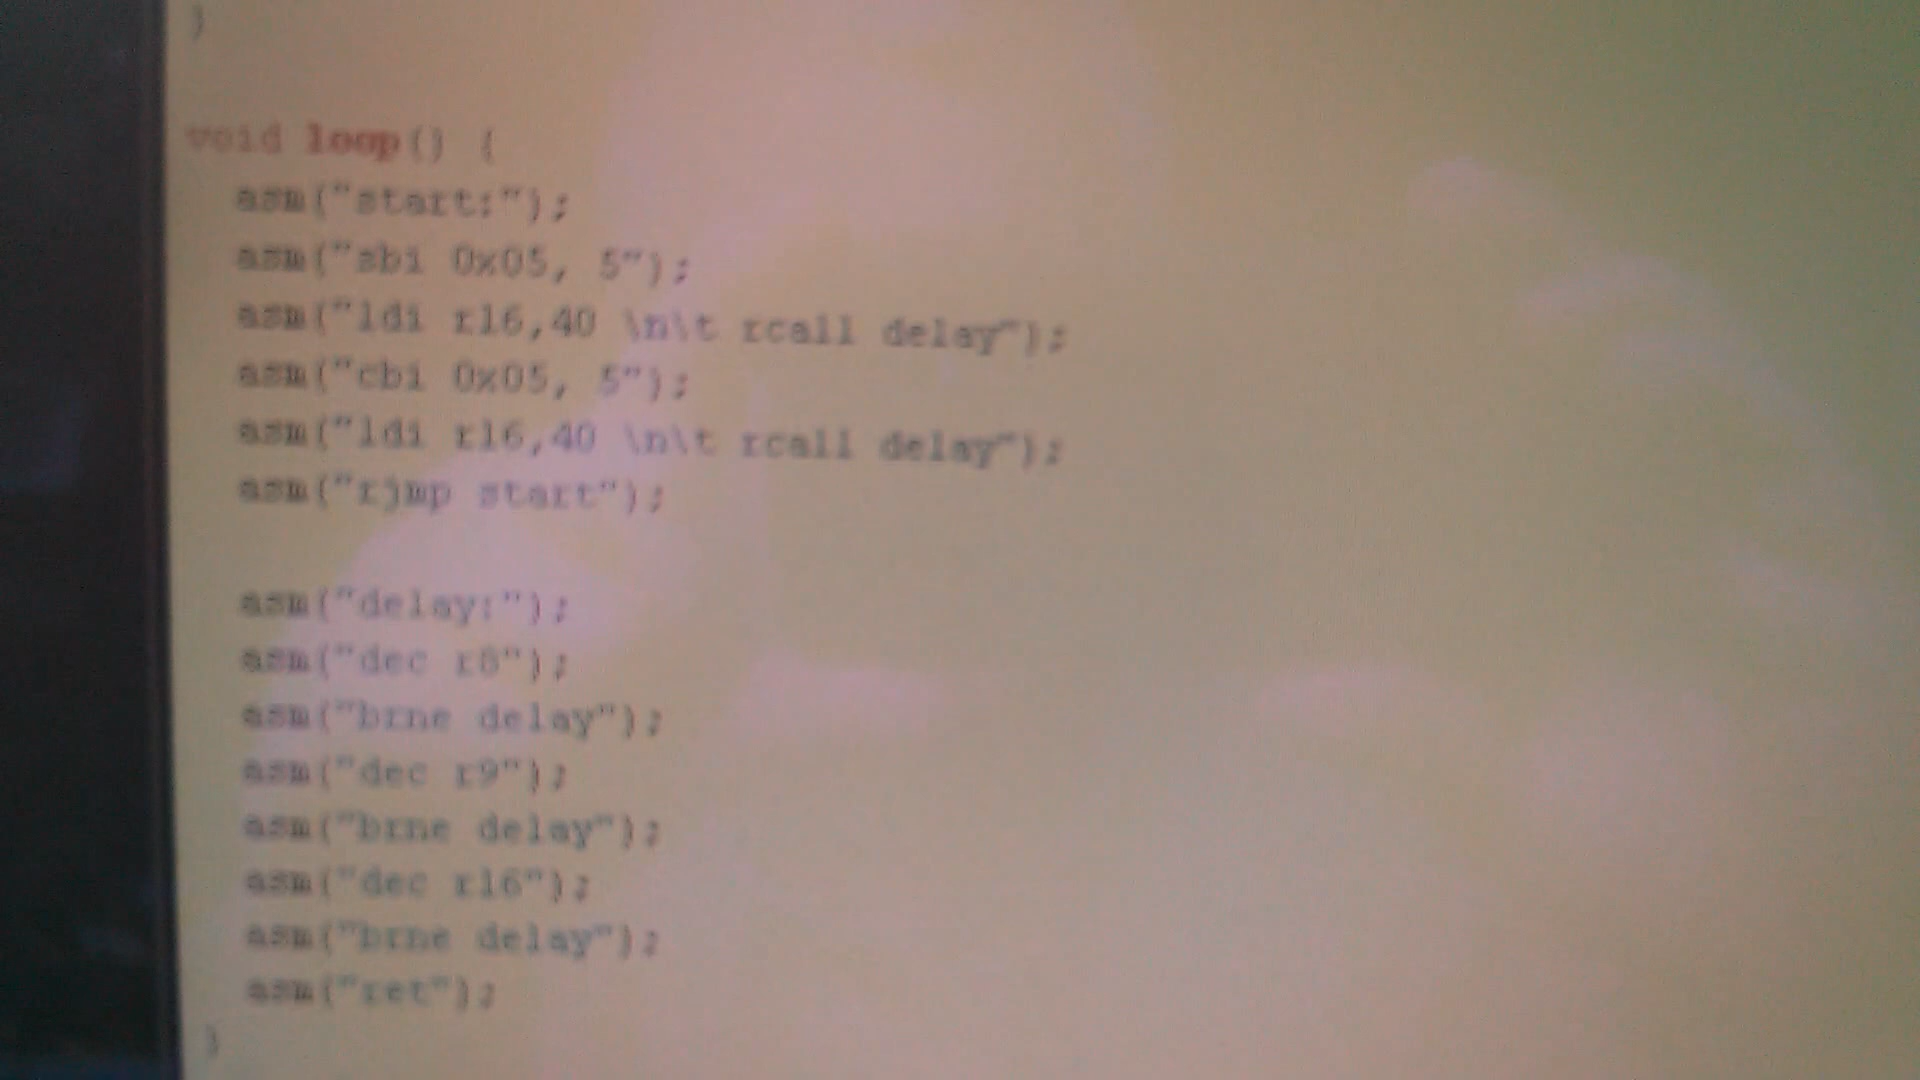 }
void loop() {
asm("start:");
asm("sbi 0x05, 5");
asm("ldi r16,40 \n\t rcall delay");
asm("cbi 0x05, 5");
asm("ldi r16,40 \n\t rcall delay");
asm("rjmp start");
asm("delay:");
asm("dec r8");
asm("brne delay");
asm("dec r9");
asm("brne delay");
asm("dec r16");
asm("brne delay");
asm("ret");
}